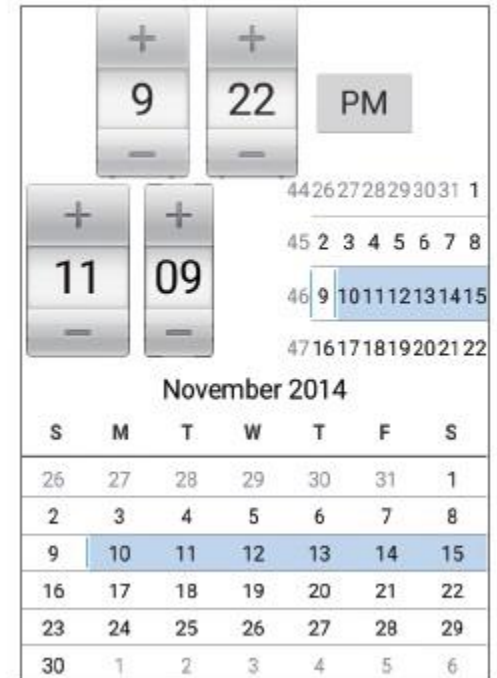 + +
9 22 PM
− −
44 26 27 28 29 30 31 1
+ +
45 2 3 4 5 6 7 8
11 09
46 9 10 11 12 13 14 15
− −
47 16 17 18 19 20 21 22
November 2014
S M T W T F S
26 27 28 29 30 31 1
2 3 4 5 6 7 8
9 10 11 12 13 14 15
16 17 18 19 20 21 22
23 24 25 26 27 28 29
30 1 2 3 4 5 6